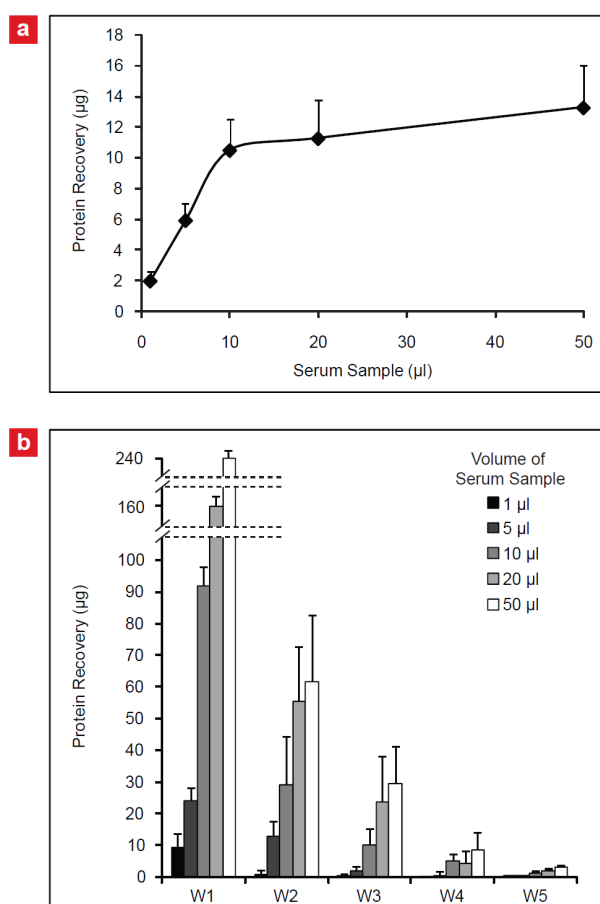 a
18
16
14
12
10
8
6
4
2
0
Protein Recovery (µg)
0 10 20 30 40 50
Serum Sample (µl)
b
240
160
100
90
80
70
60
50
40
30
20
10
0
Protein Recovery (µg)
Volume of
Serum Sample
1 µl
5 µl
10 µl
20 µl
50 µl
W1 W2 W3 W4 W5